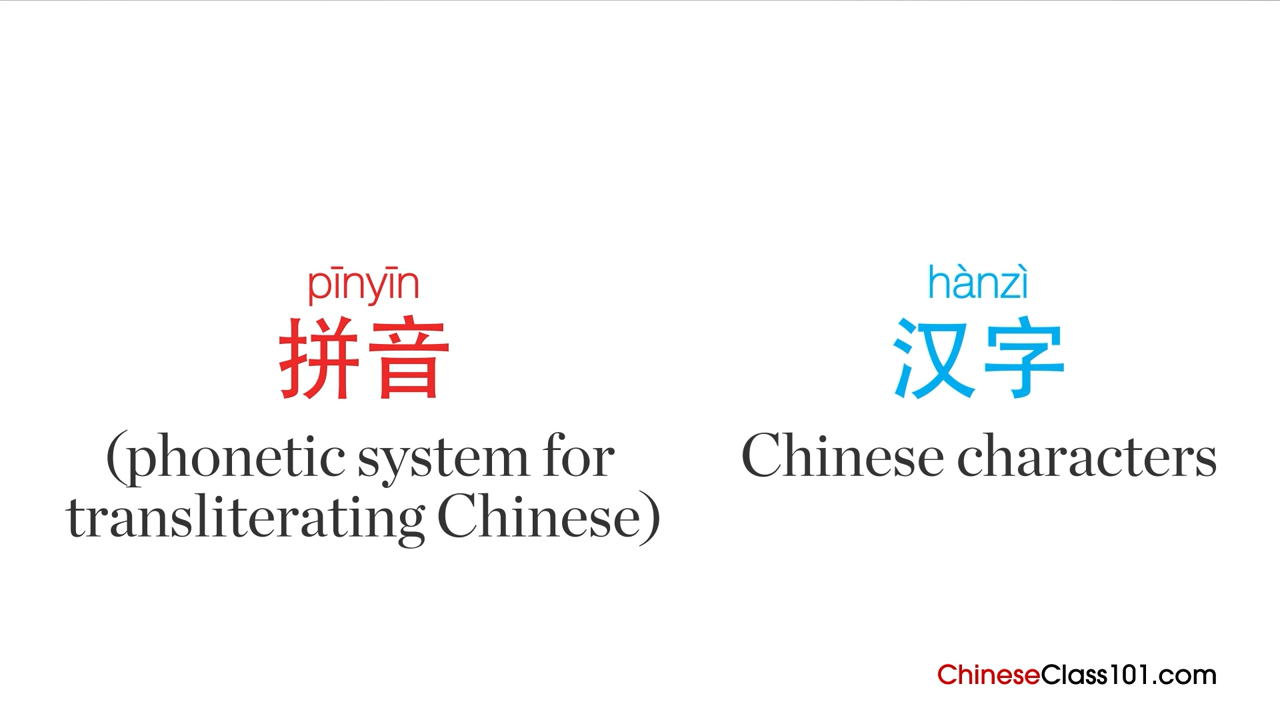 pīnyīn
拼音
(phonetic system for
transliterating Chinese)
hànzì
汉字
Chinese characters
ChineseClass101.com